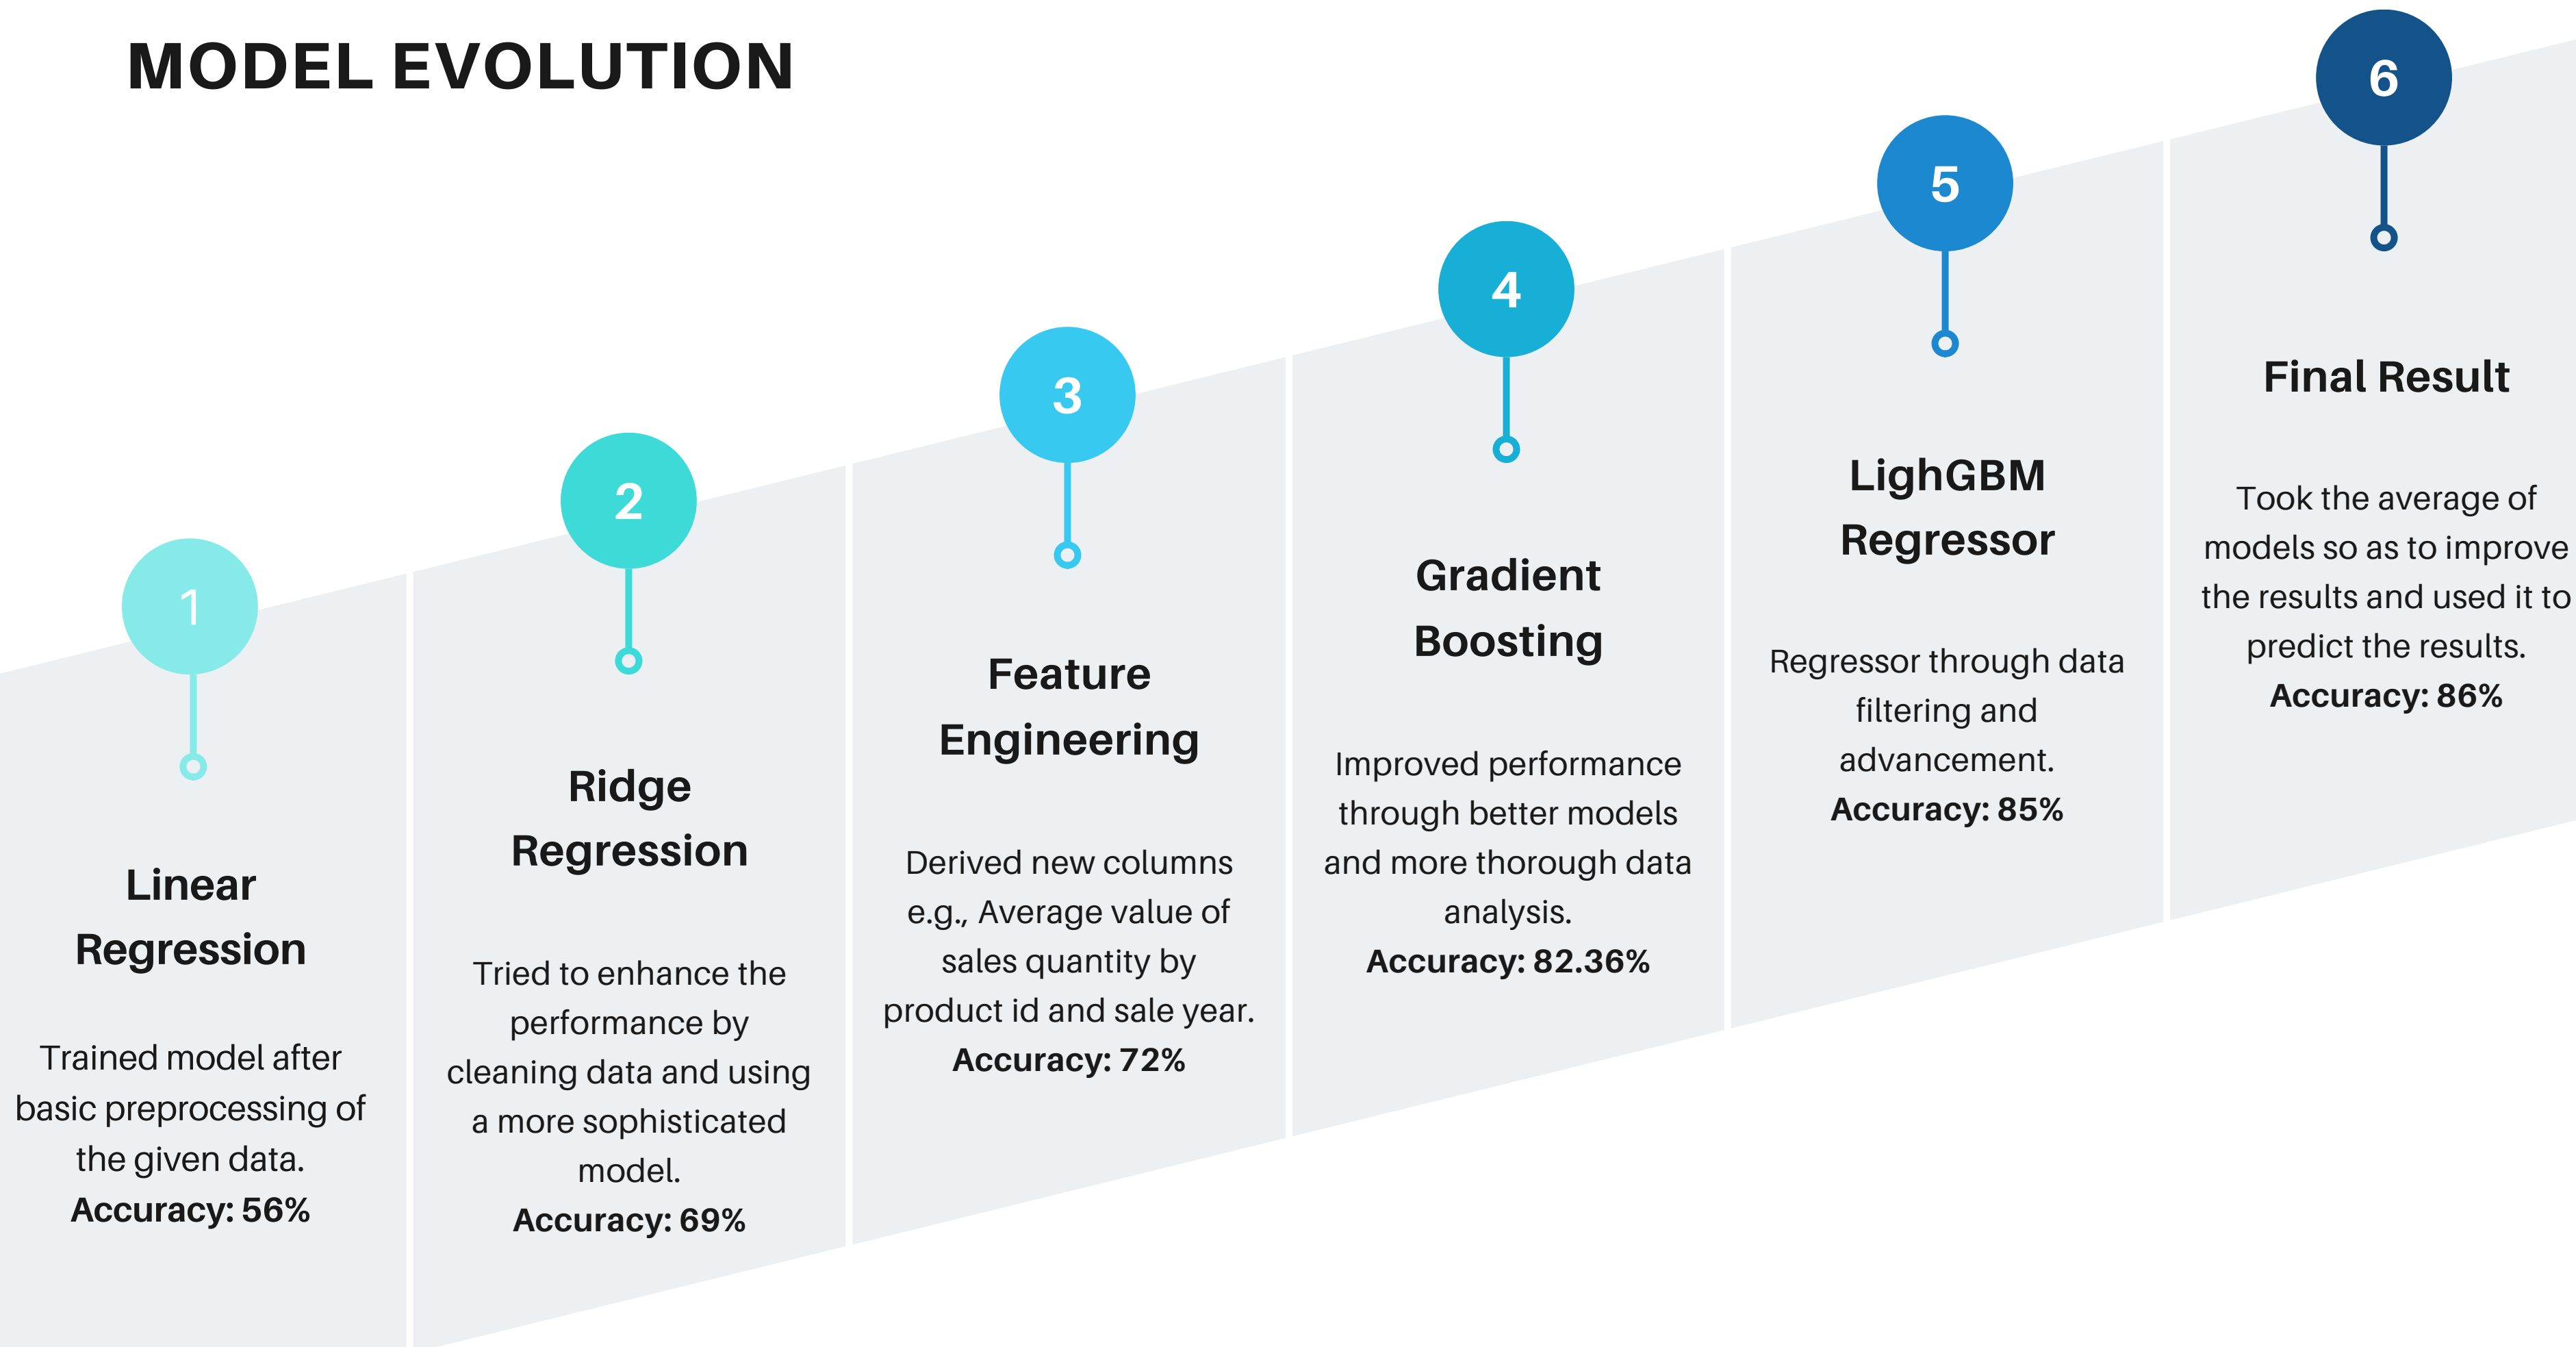 MODEL EVOLUTION
1
Linear
Regression
Trained model after
basic preprocessing of
the given data.
Accuracy: 56%
2
Ridge
Regression
Tried to enhance the
performance by
cleaning data and using
a more sophisticated
model.
Accuracy: 69%
3
Feature
Engineering
Derived new columns
e.g., Average value of
sales quantity by
product id and sale year.
Accuracy: 72%
4
Gradient
Boosting
Improved performance
through better models
and more thorough data
analysis.
Accuracy: 82.36%
5
LighGBM
Regressor
Regressor through data
filtering and
advancement.
Accuracy: 85%
6
Final Result
Took the average of
models so as to improve
the results and used it to
predict the results.
Accuracy: 86%